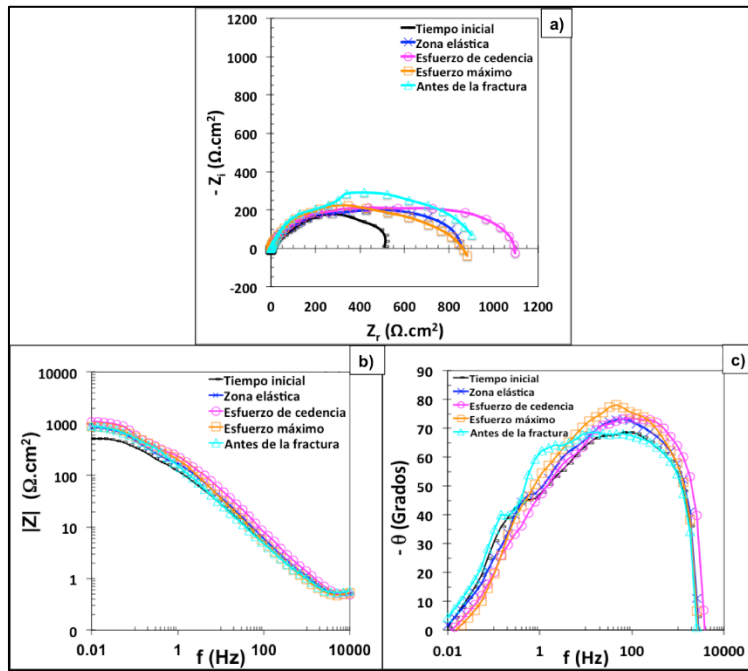 a)
Tiempo inicial
Zona elástica
Esfuerzo de cedencia
Esfuerzo máximo
Antes de la fractura
1200
1000
800
600
400
200
0
-200
- Zi (Ω.cm²)
0 200 400 600 800 1000 1200
Zr (Ω.cm²)
b)
Tiempo inicial
Zona elástica
Esfuerzo de cedencia
Esfuerzo máximo
Antes de la fractura
10000
1000
100
10
1
0
|Z| (Ω.cm²)
0.01 1 100 10000
f (Hz)
c)
Tiempo inicial
Zona elástica
Esfuerzo de cedencia
Esfuerzo máximo
Antes de la fractura
90
80
70
60
50
40
30
20
10
0
- θ (Grados)
0.01 1 100 10000
f (Hz)